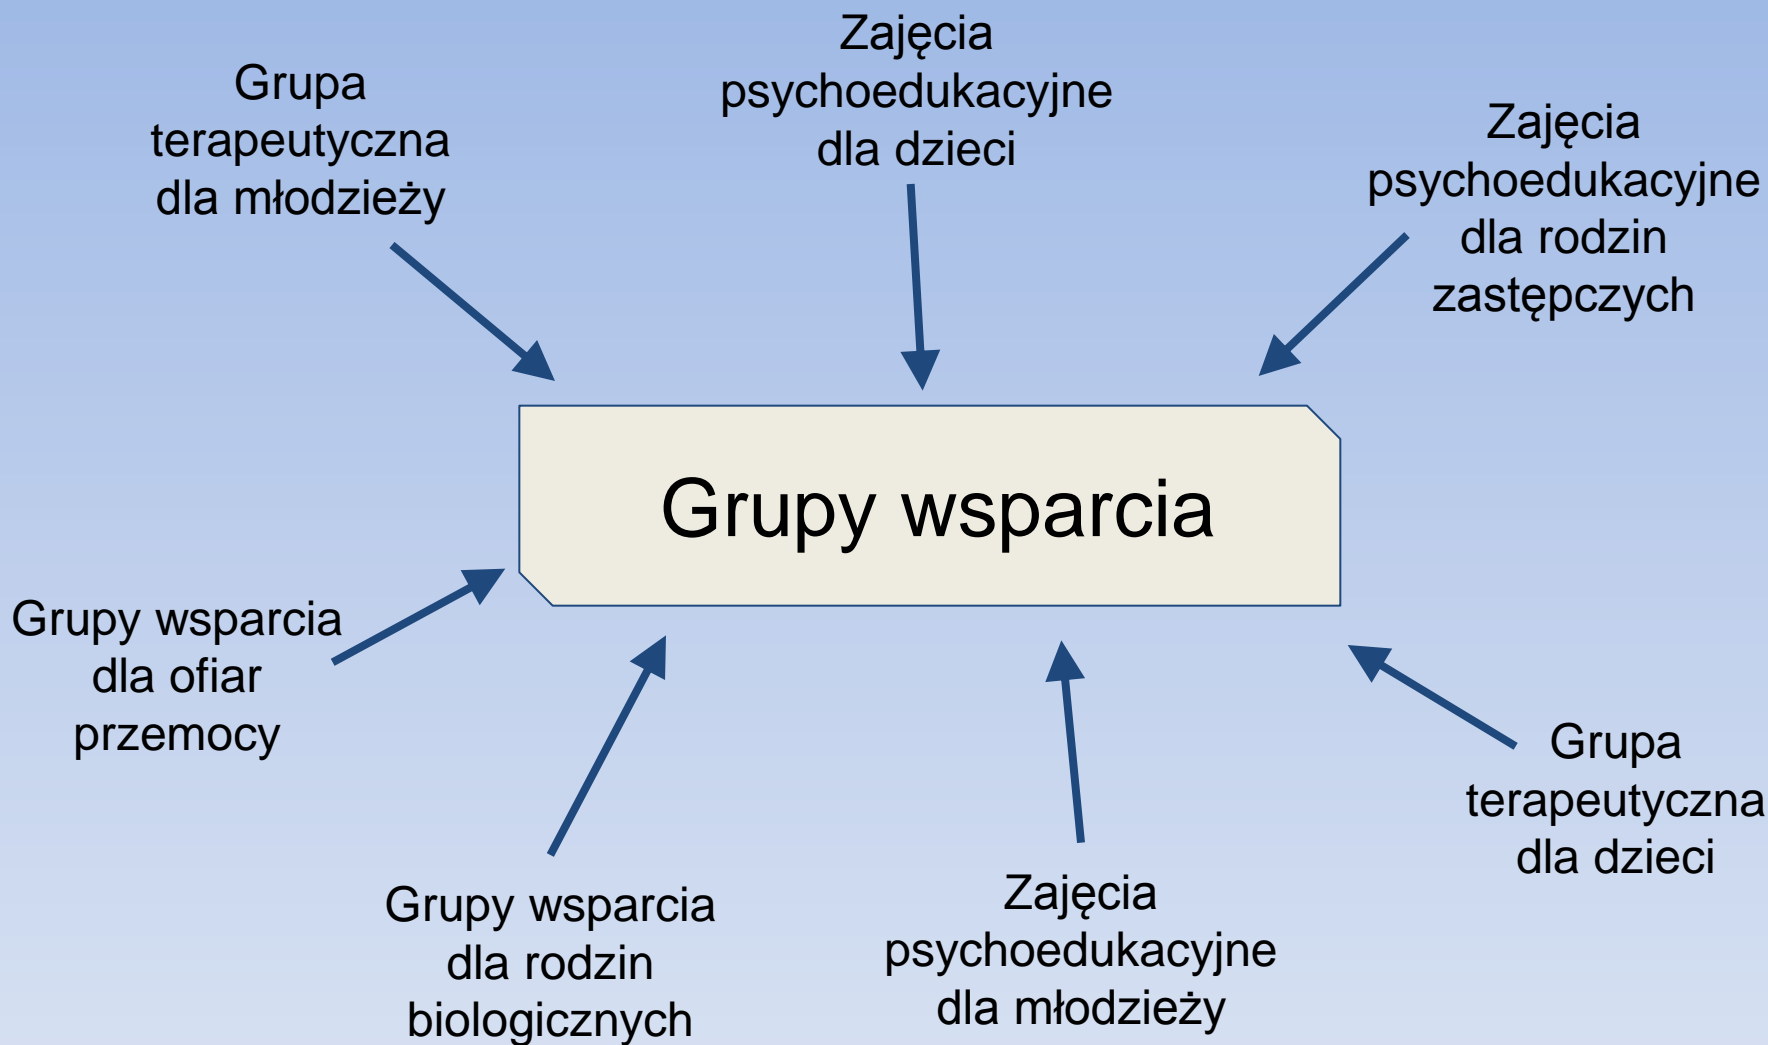 Grupa
terapeutyczna
dla młodzieży
Zajęcia
psychoedukacyjne
dla dzieci
Zajęcia
psychoedukacyjne
dla rodzin
zastępczych
Grupy wsparcia
Grupy wsparcia
dla ofiar
przemocy
Grupy wsparcia
dla rodzin
biologicznych
Zajęcia
psychoedukacyjne
dla młodzieży
Grupa
terapeutyczna
dla dzieci